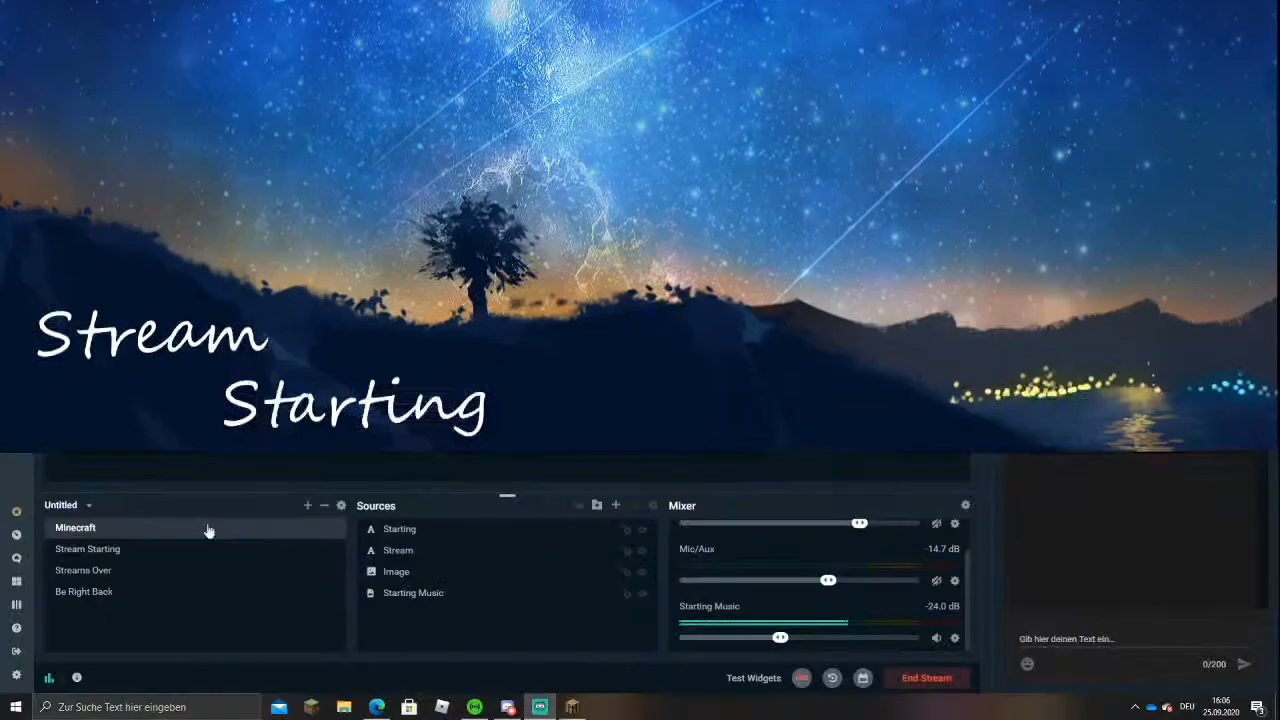 Stream
Starting
Untitled
Minecraft
Stream Starting
Streams Over
Be Right Back
Sources
Starting
Stream
Image
Starting Music
Mixer
Mic/Aux -14.7 dB
Starting Music -24.0 dB
Gib hier deinen Text ein...
0/200
Test Widgets
End Stream
Zur Suche Text hier eingeben
DEU
16:06
25.09.2020